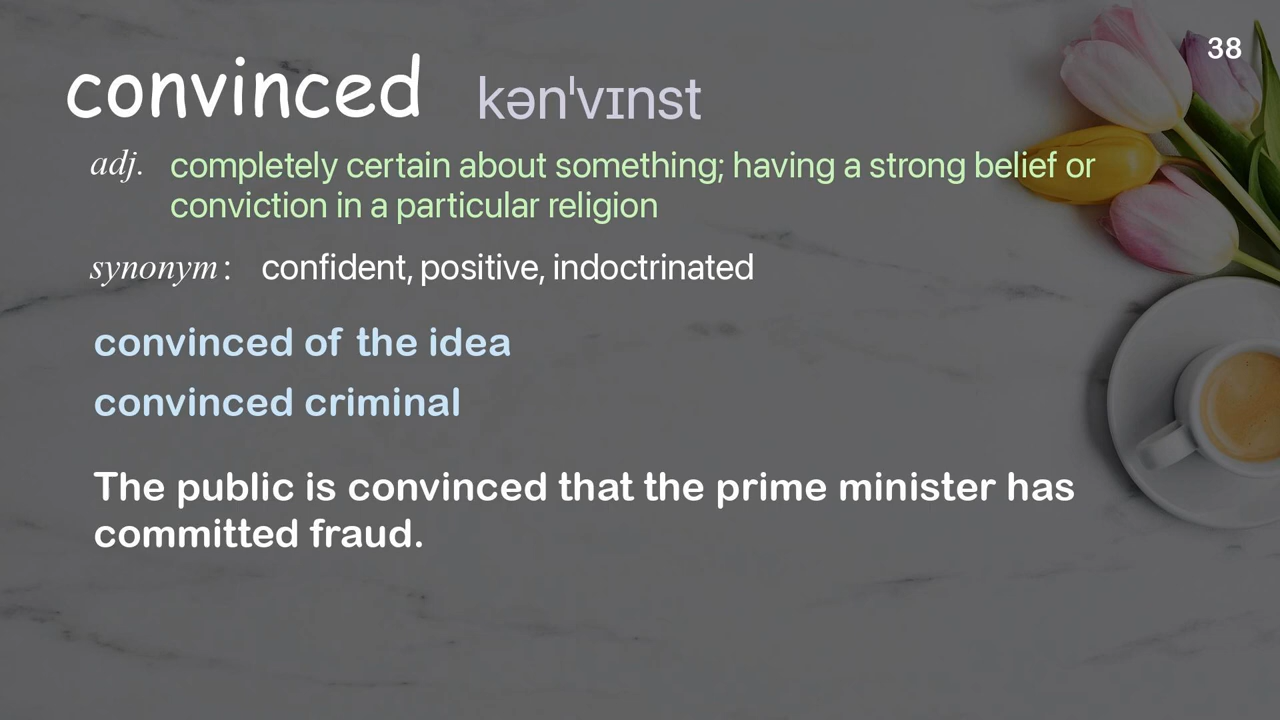 38
convinced kən'vɪnst
adj. completely certain about something; having a strong belief or
conviction in a particular religion
synonym: confident, positive, indoctrinated
convinced of the idea
convinced criminal
The public is convinced that the prime minister has
committed fraud.